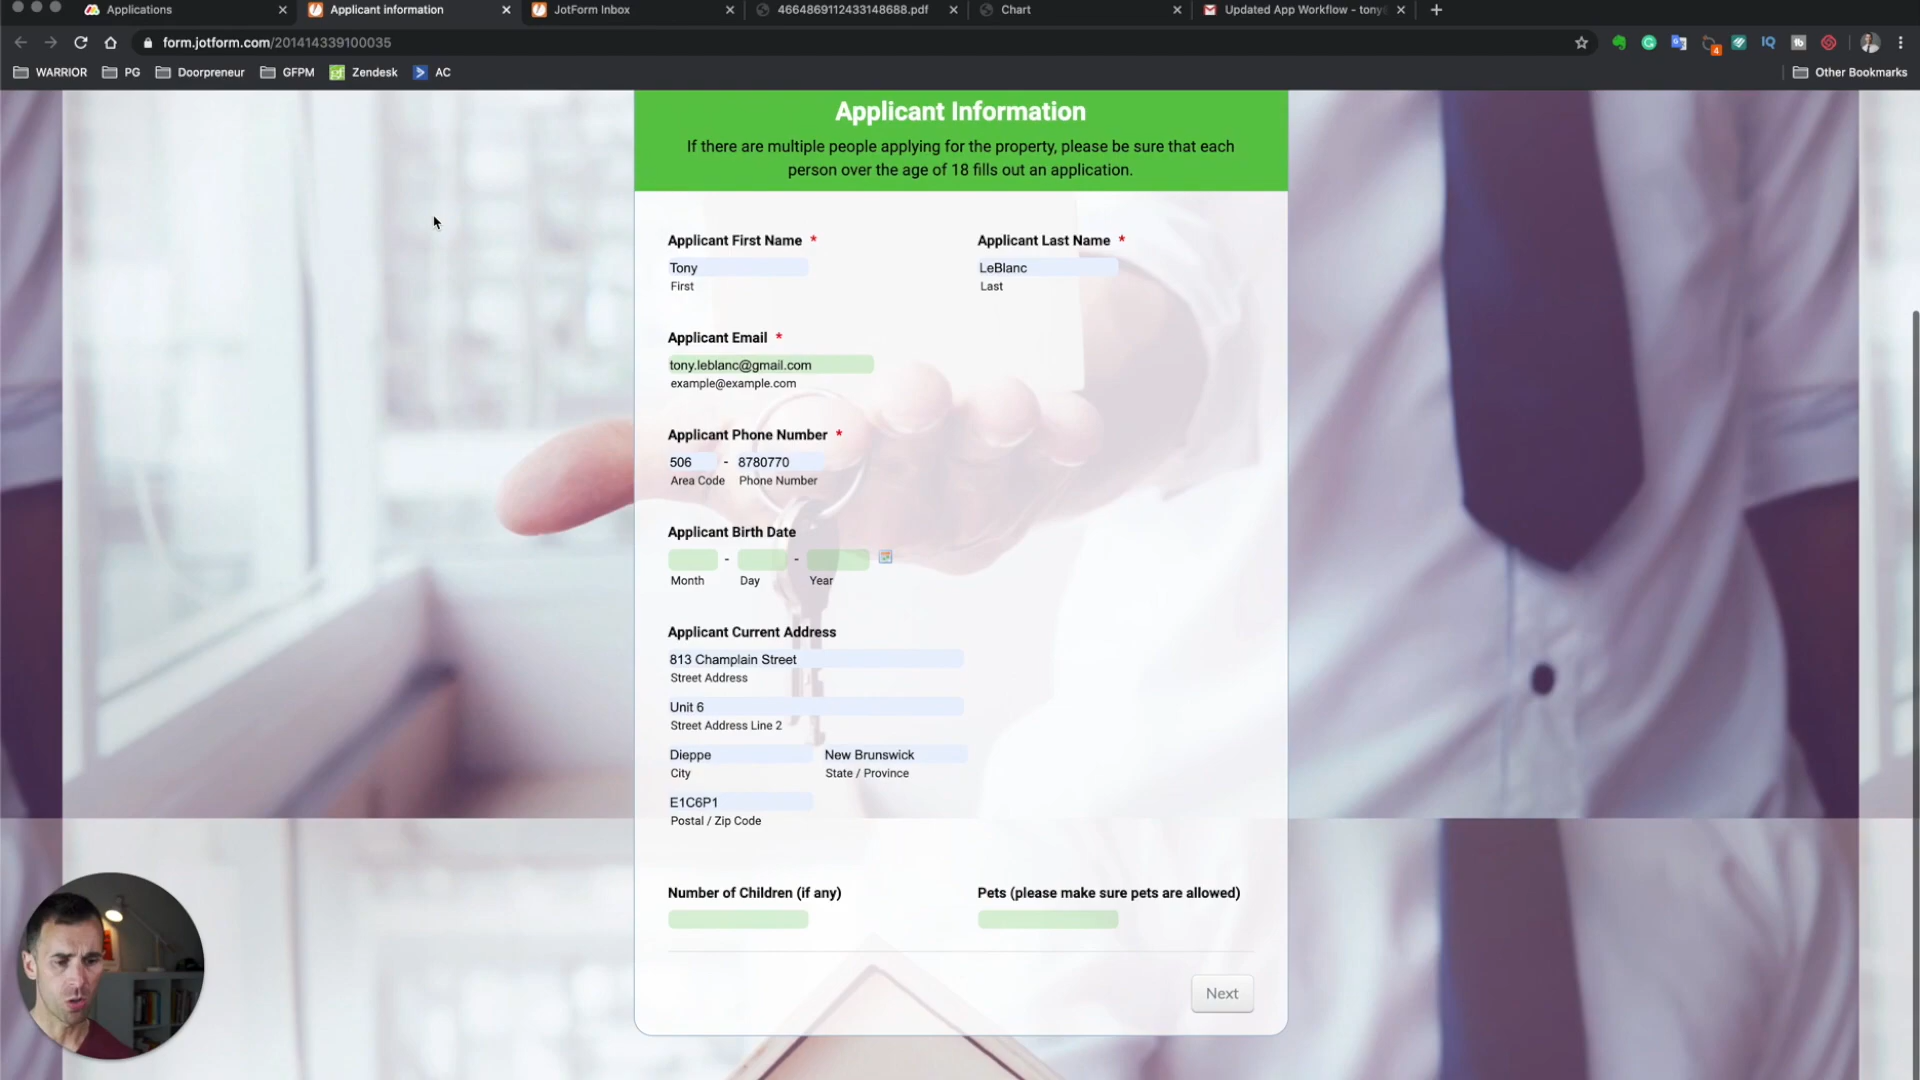 Applications
Applicant information
JotForm Inbox
4664869112433148688.pdf
Chart
Updated App Workflow - tony
form.jotform.com/201414339100035
4
IQ
WARRIOR
PG
Doorpreneur
GFPM
Zendesk
AC
Other Bookmarks
Applicant Information
If there are multiple people applying for the property, please be sure that each
person over the age of 18 fills out an application.
Applicant First Name *
Applicant Last Name *
Tony
LeBlanc
First
Last
Applicant Email *
tony.leblanc@gmail.com
example@example.com
Applicant Phone Number *
506 - 8780770
Area Code Phone Number
Applicant Birth Date
- -
Month Day Year
Applicant Current Address
813 Champlain Street
Street Address
Unit 6
Street Address Line 2
Dieppe
New Brunswick
City
State / Province
E1C6P1
Postal / Zip Code
Number of Children (if any)
Pets (please make sure pets are allowed)
Next